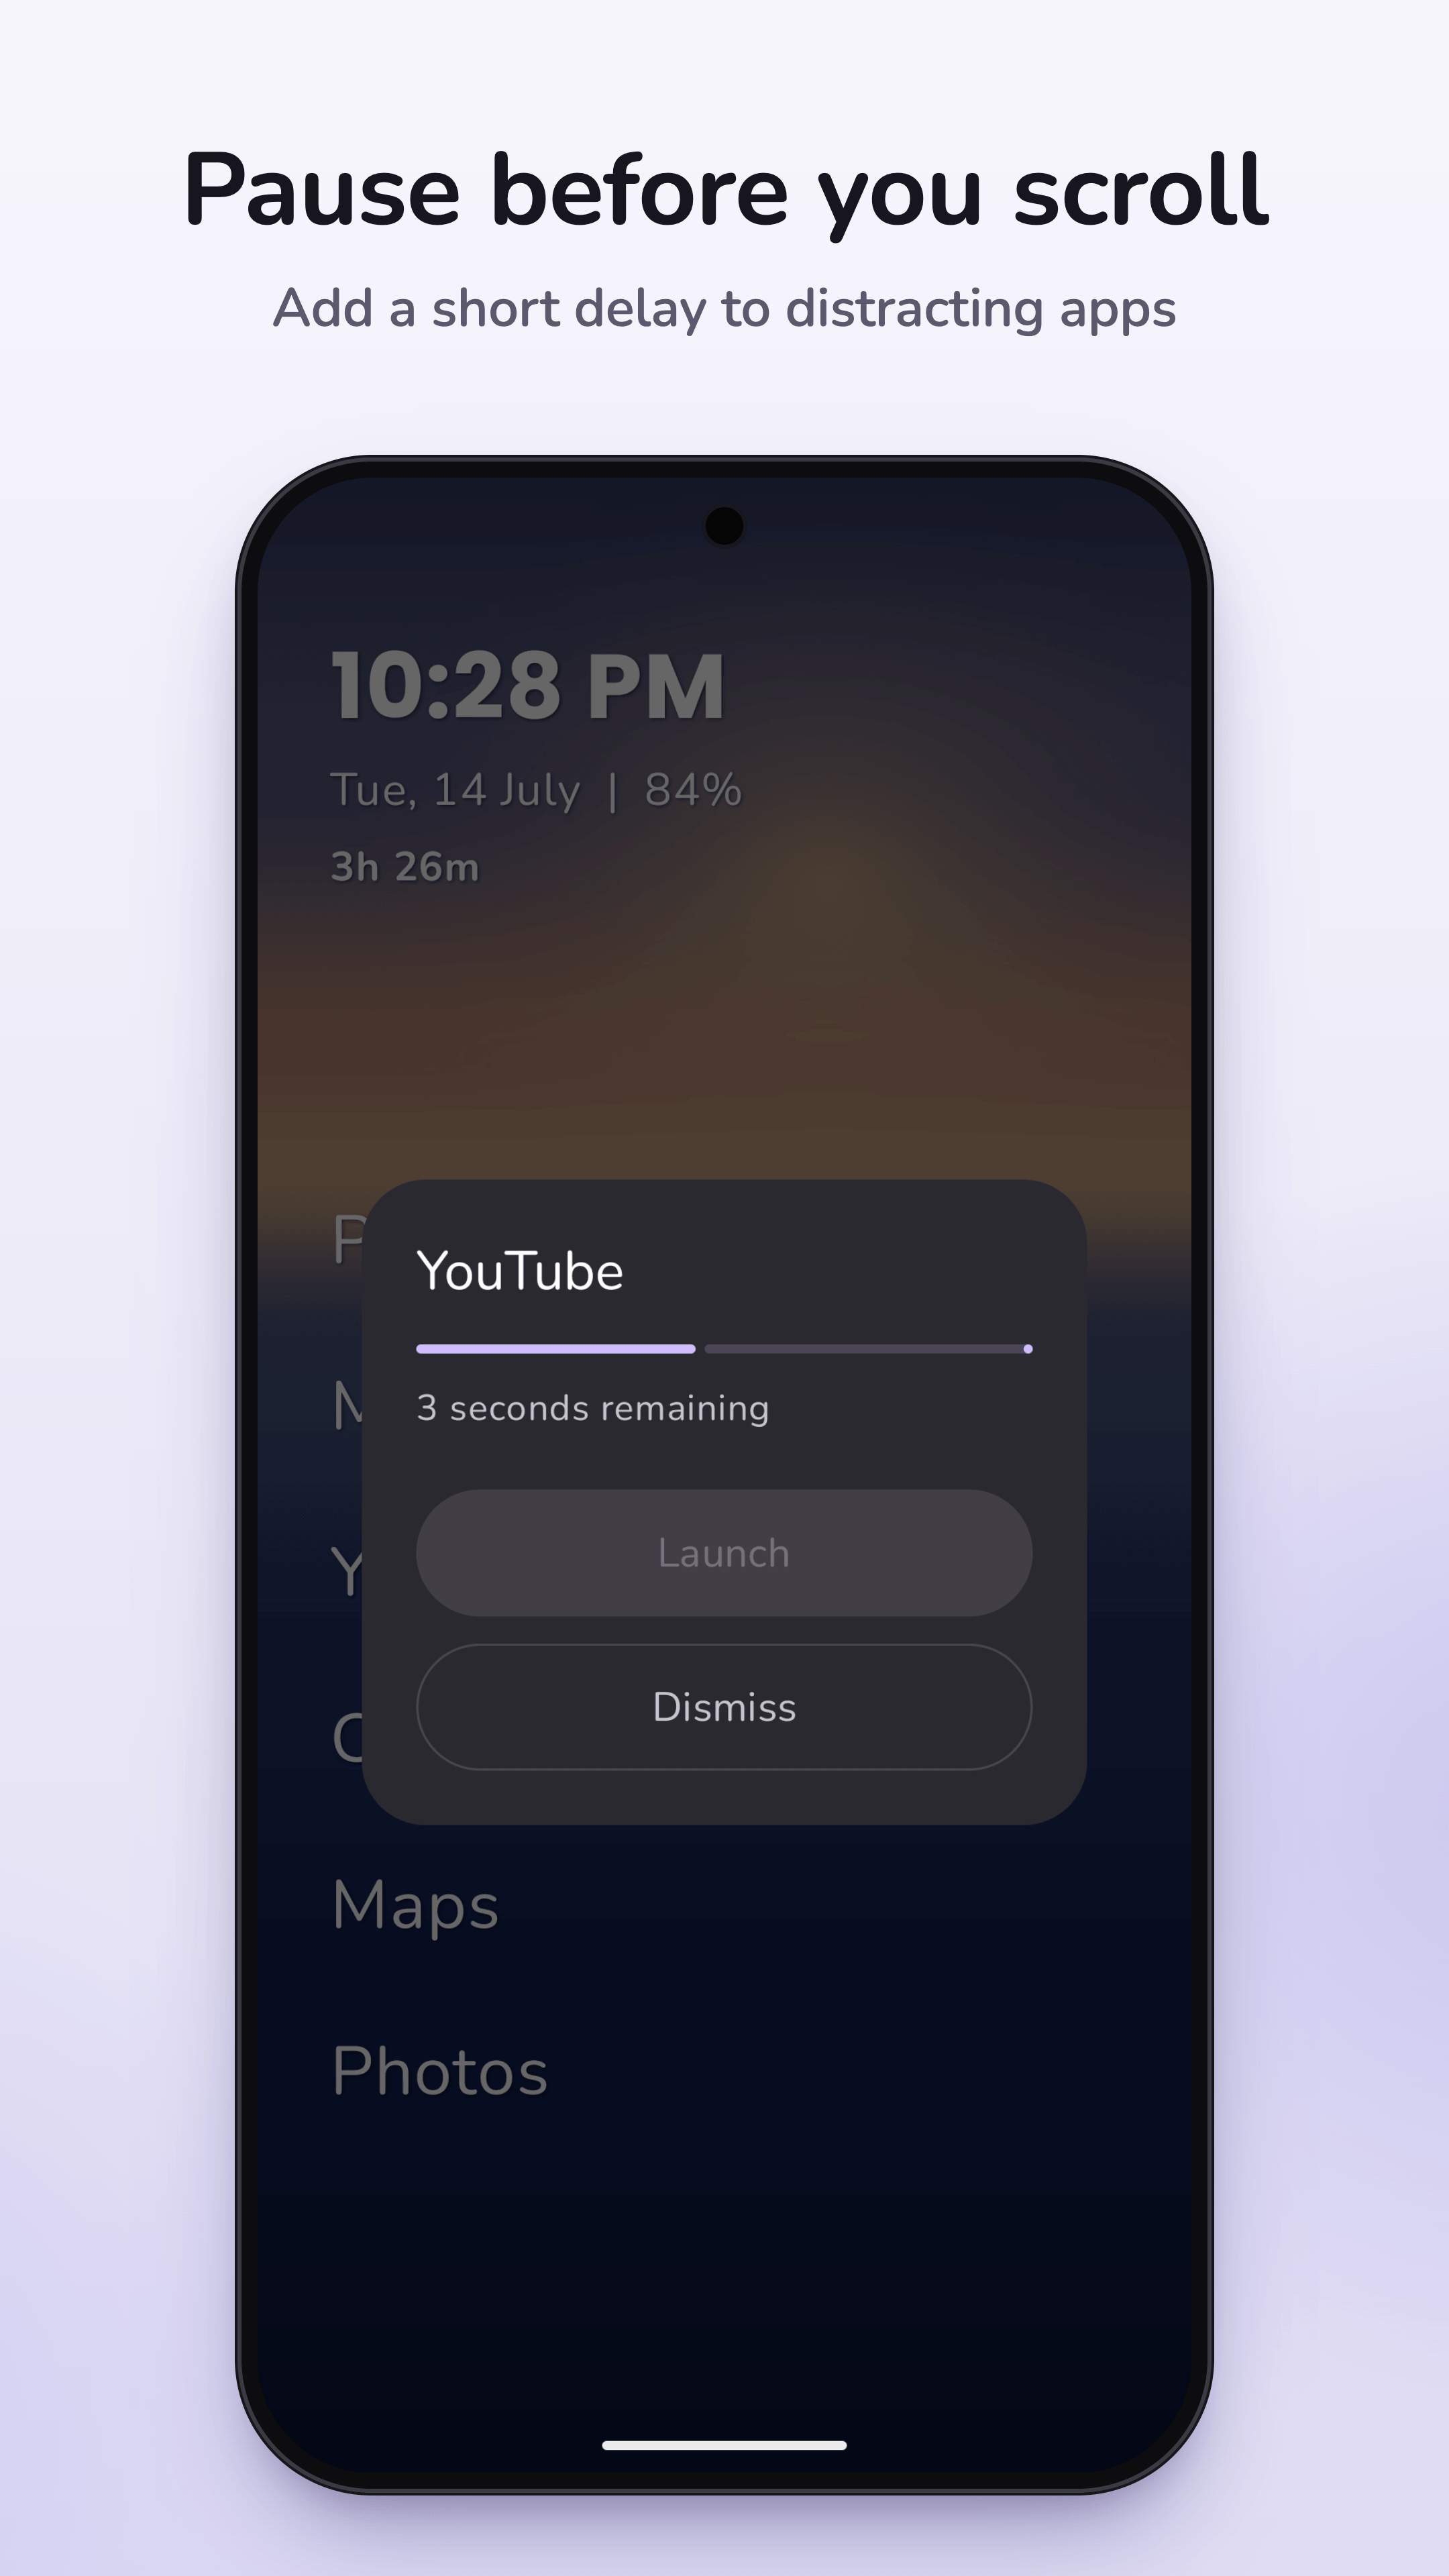 Pause before you scroll
Add a short delay to distracting apps
10:28 PM
Tue, 14 July | 84%
3h 26m
YouTube
3 seconds remaining
Launch
Dismiss
Maps
Photos